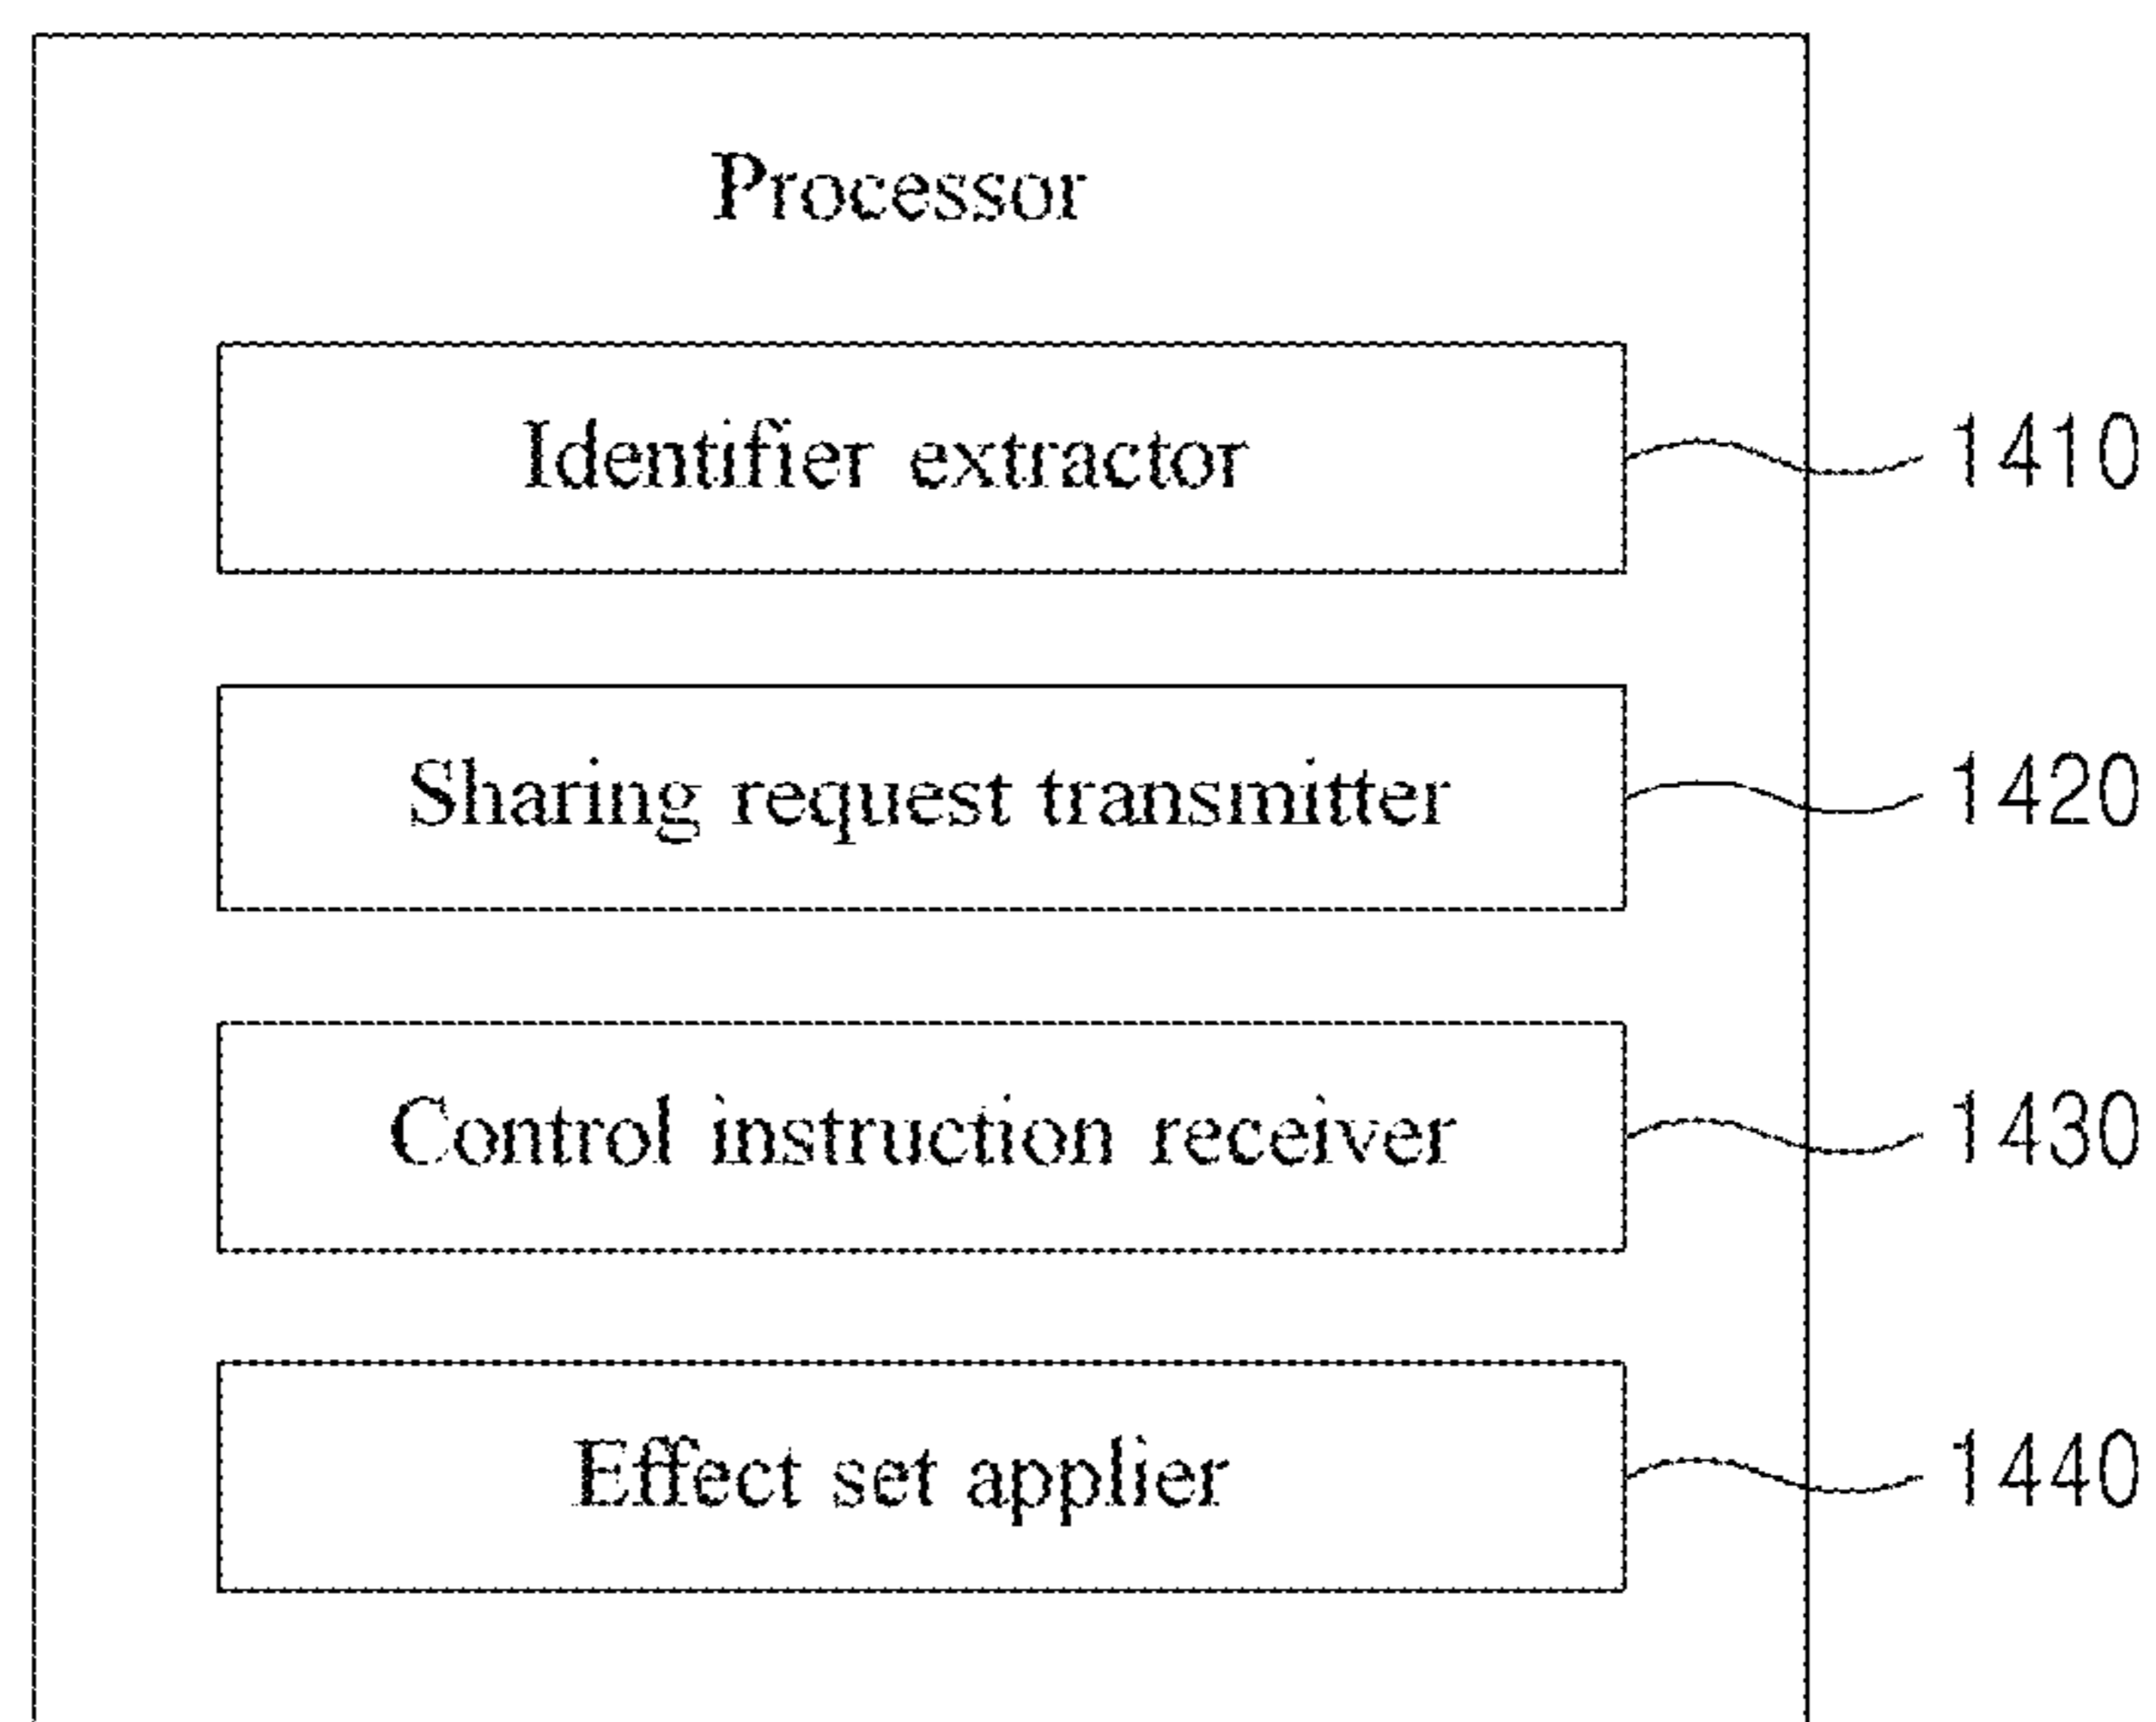 Processor
Identifier extractor 1410
Sharing request transmitter 1420
Control instruction receiver 1430
Effect set applier 1440